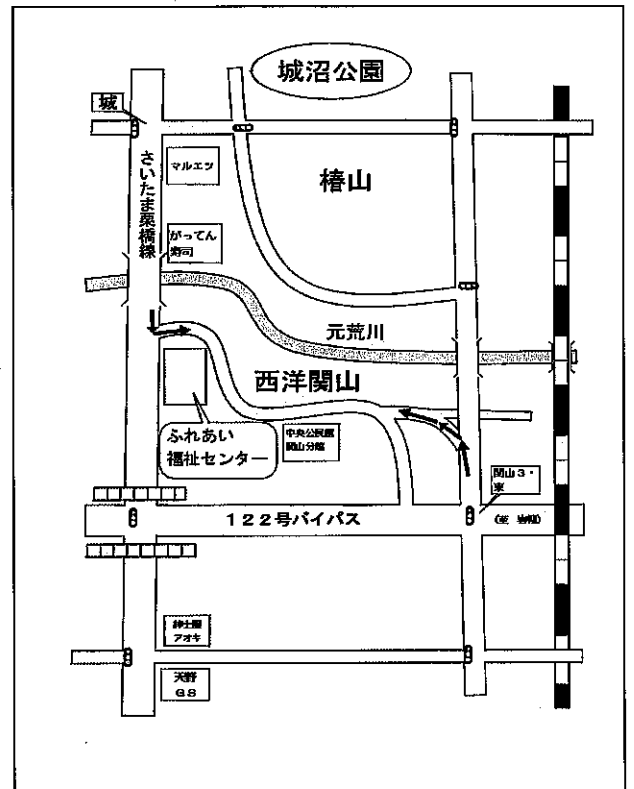 城沼公園
城
さいたま栗橋線
マルエツ
椿山
がってん
寿司
元荒川
西洋関山
ふれあい
福祉センター
中央公民館
関山分館
関山3・
東
122号バイパス
紳士服
アオキ
天野
GS